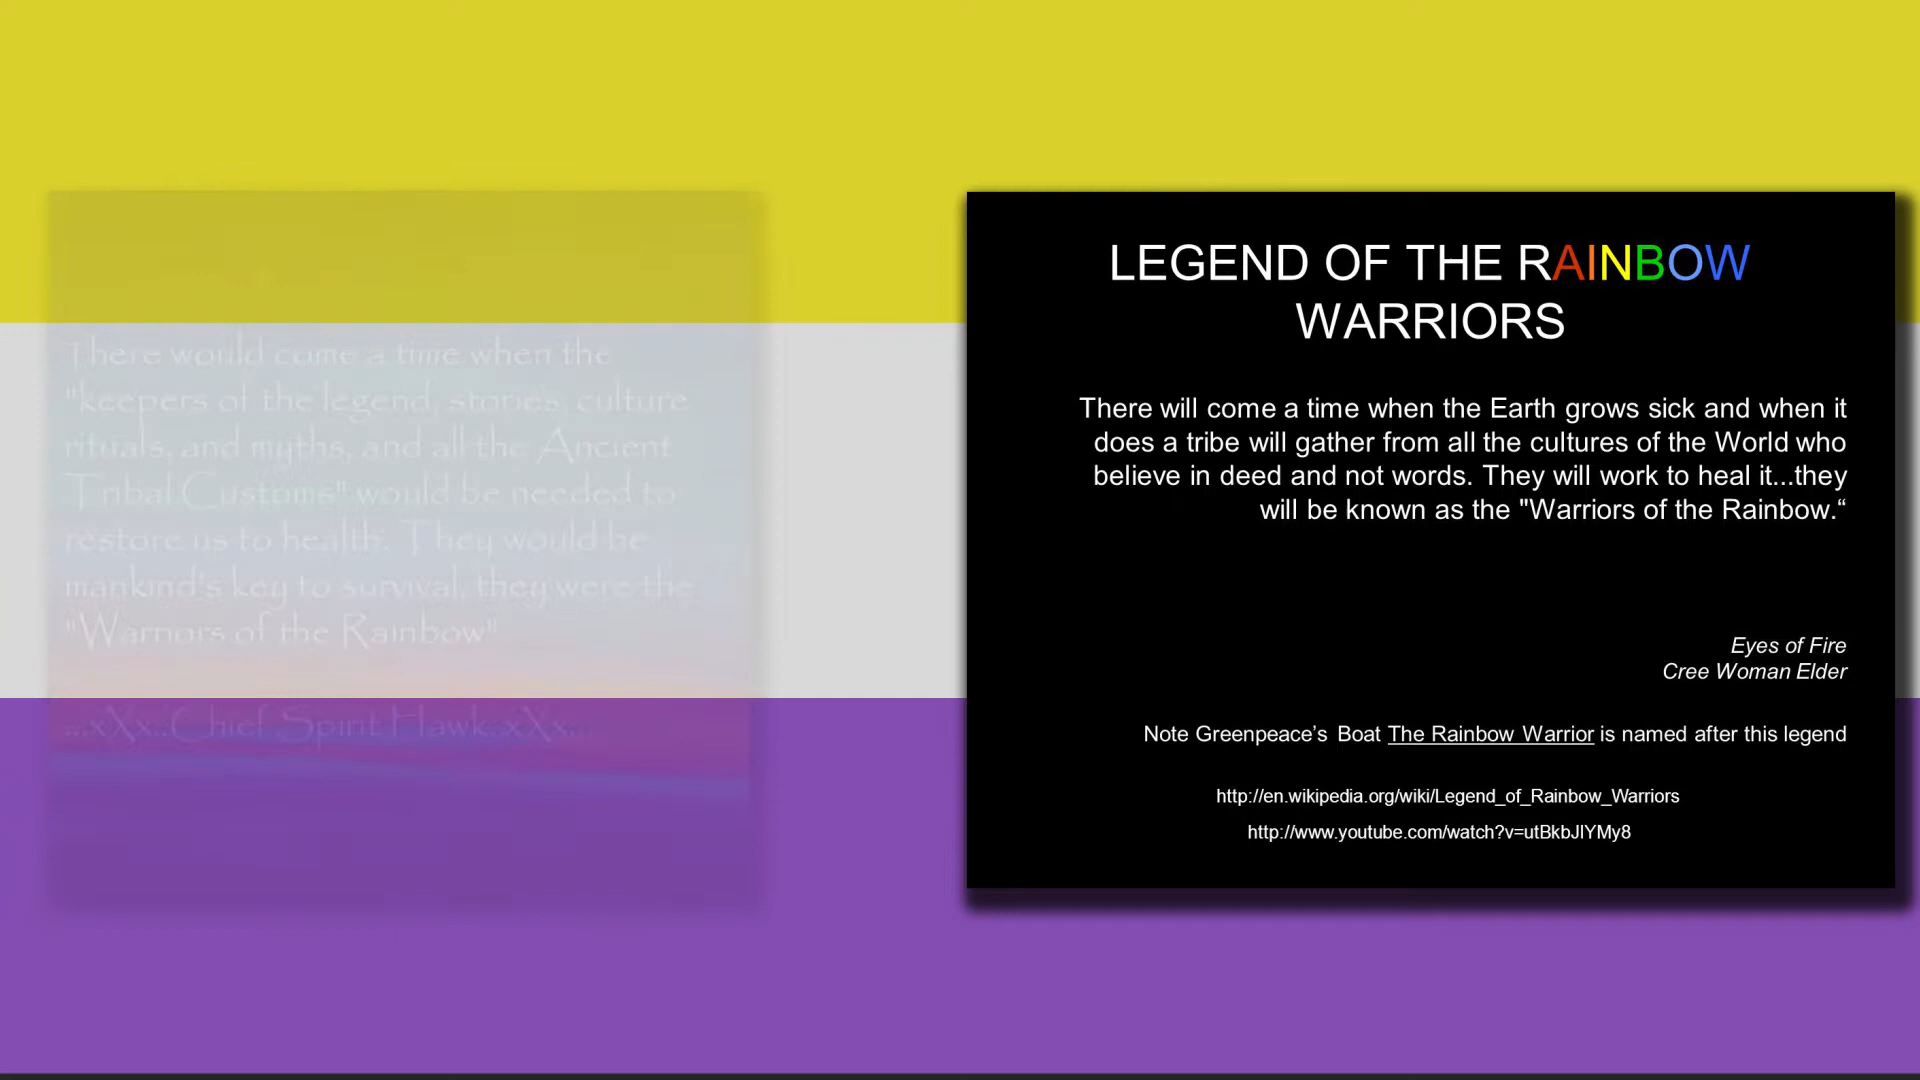 There would come a time when the
"keepers of the legend, stories, culture
rituals, and myths, and all the Ancient
Tribal Customs" would be needed to
restore us to health. They would be
mankind's key to survival, they were the
"Warriors of the Rainbow"
...xXx...Chief Spirit Hawk..xXx...
LEGEND OF THE RAINBOW
WARRIORS
There will come a time when the Earth grows sick and when it
does a tribe will gather from all the cultures of the World who
believe in deed and not words. They will work to heal it...they
will be known as the "Warriors of the Rainbow.“
Eyes of Fire
Cree Woman Elder
Note Greenpeace’s Boat The Rainbow Warrior is named after this legend
http://en.wikipedia.org/wiki/Legend_of_Rainbow_Warriors
http://www.youtube.com/watch?v=utBkbJlYMy8